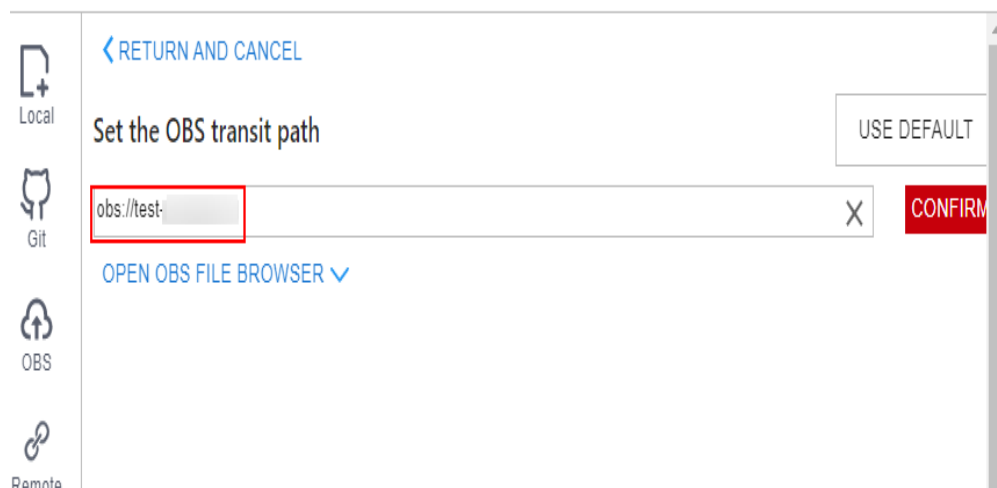 RETURN AND CANCEL
Local
Set the OBS transit path
USE DEFAULT
obs://test-
CONFIRM
Git
OPEN OBS FILE BROWSER
OBS
Remote